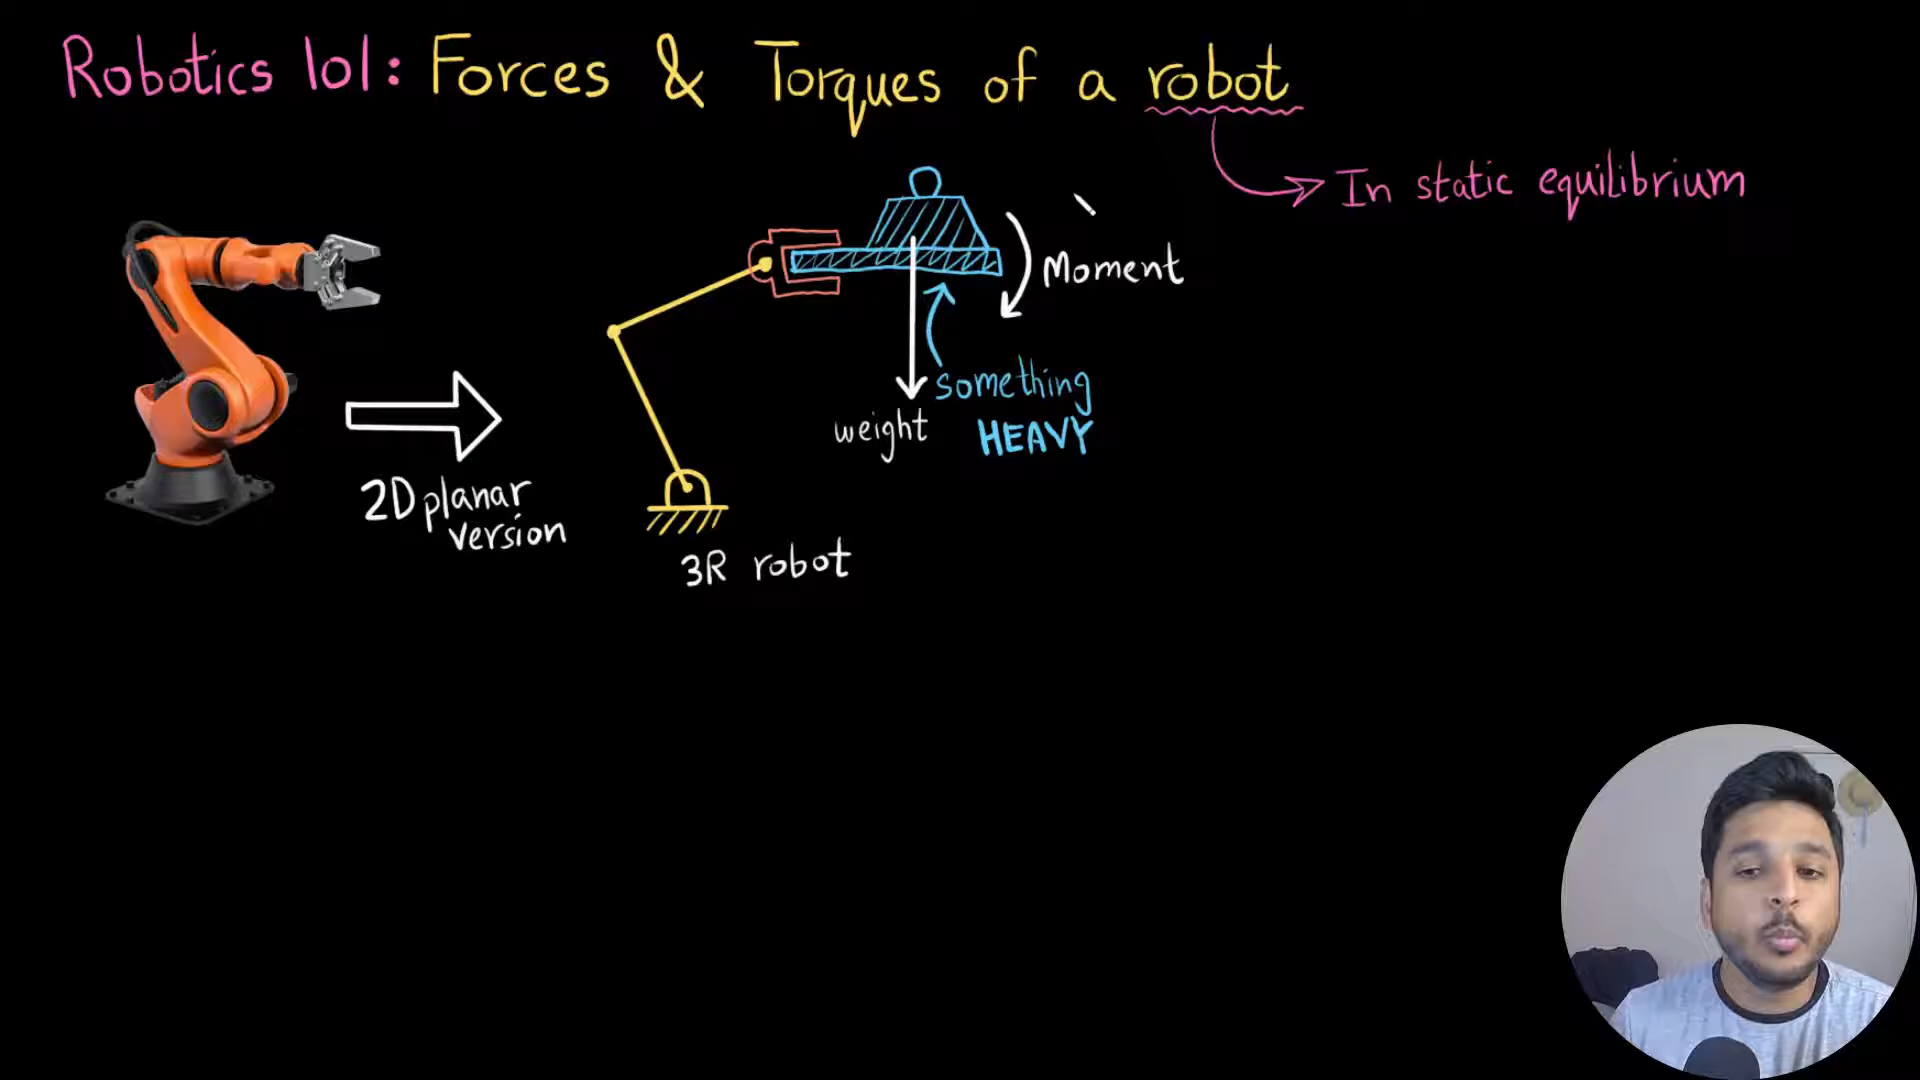 Robotics 101: Forces & Torques of a robot
In static equilibrium
Moment
something
HEAVY
weight
2D planar
version
3R robot